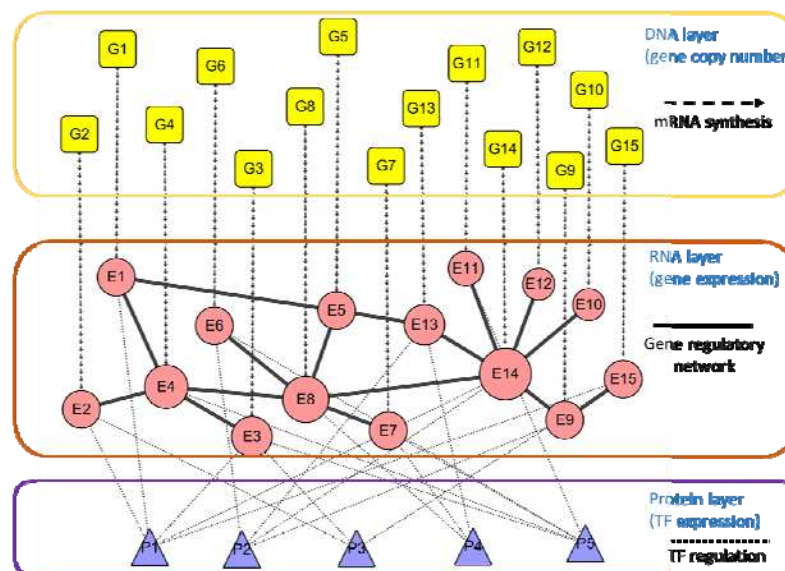 G1
G5
DNA layer
(gene copy number
G6
G11
G12
G2
G4
G8
G13
G10
mRNA synthesis
G3
G7
G14
G9
G15
E1
E11
E12
RNA layer
(gene expression)
E6
E5
E13
E10
Gene regulatory
network
E2
E4
E8
E14
E15
E3
E7
E9
Protein layer
(TF expression)
P1
P2
P3
P4
P5
TF regulation